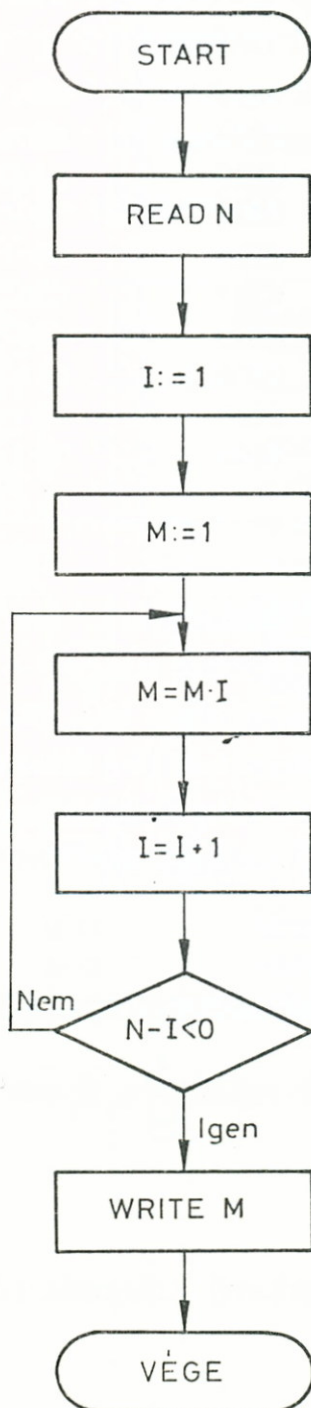 START
READ N
I:=1
M:=1
M=M·I
I=I+1
Nem
N-I<0
Igen
WRITE M
VÉGE